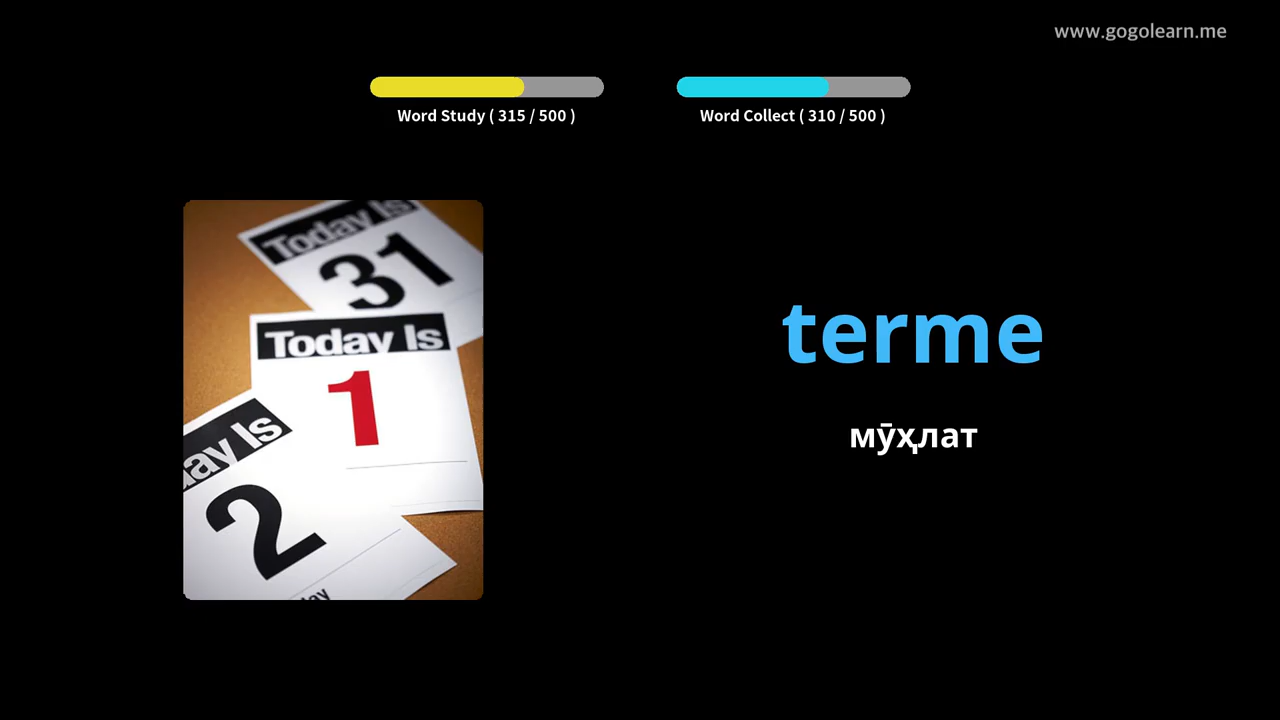 www.gogolearn.me
Word Study ( 315 / 500 )
Word Collect ( 310 / 500 )
Today Is
31
Today Is
1
ay Is
2
terme
мӯҳлат